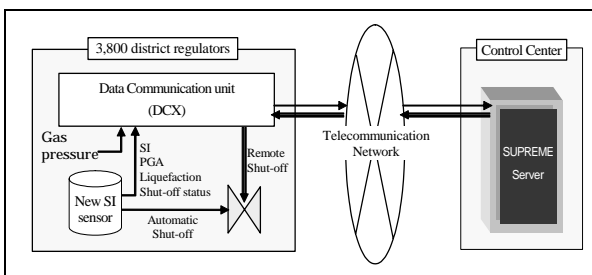 3,800 district regulators
Control Center
Data Communication unit
(DCX)
Gas
pressure
SI
PGA
Liquefaction
Shut-off status
Remote
Shut-off
New SI
sensor
Automatic
Shut-off
Telecommunication
Network
SUPREME
Server